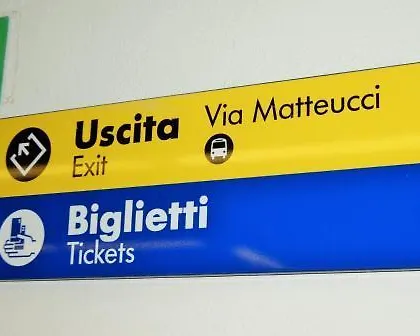 Uscita Via Matteucci
Exit
Biglietti
Tickets